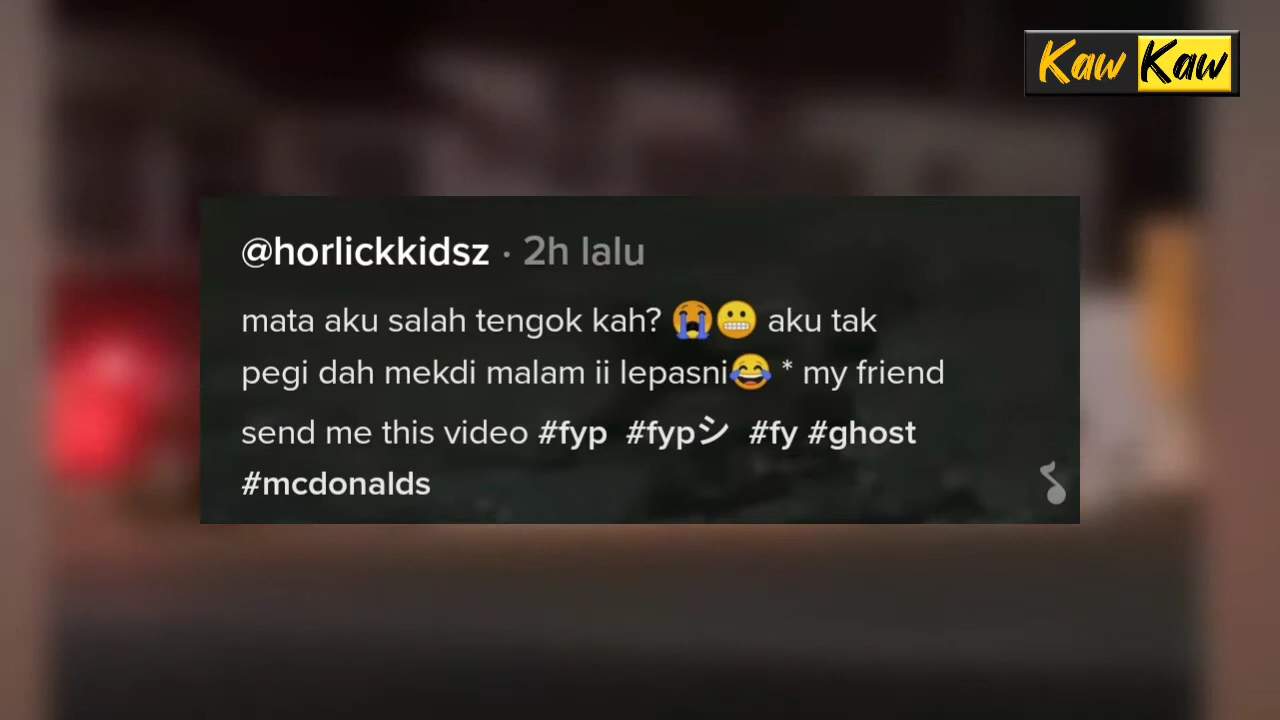 Kaw Kaw
@horlickkidsz · 2h lalu
mata aku salah tengok kah? 😭😬 aku tak
pegi dah mekdi malam ii lepasni😂 * my friend
send me this video #fyp #fypシ #fy #ghost
#mcdonalds